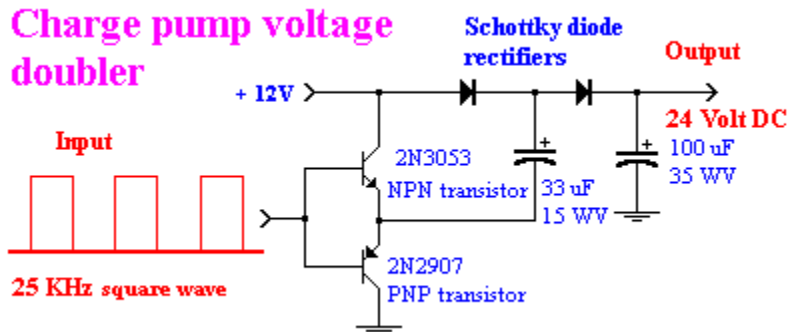 Charge pump voltage
doubler
Schottky diode
rectifiers
Output
+ 12V
24 Volt DC
Input
2N3053
NPN transistor
33 uF
15 WV
100 uF
35 WV
+
+
2N2907
PNP transistor
25 KHz square wave